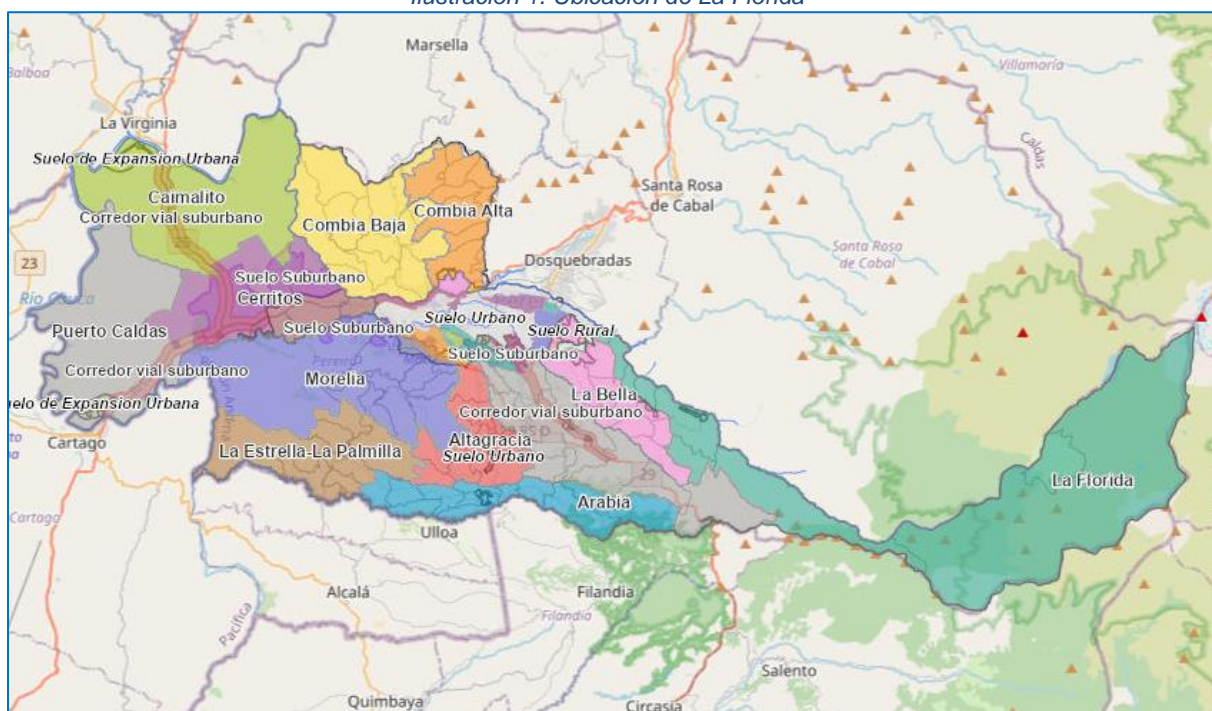 Ilustración 1. Ubicación de La Florida
Marsella
Balboa
Villamaría
La Virginia
Caldas
Suelo de Expansion Urbana
Caimalito
Corredor vial suburbano
Combia Baja
Combia Alta
Santa Rosa
de Cabal
Santa Rosa
de Cabal
23
Dosquebradas
Suelo Suburbano
Cerritos
Río Cauca
Puerto Caldas
Suelo Suburbano
Suelo Urbano
Suelo Rural
Suelo Suburbano
Corredor vial suburbano
Morelia
La Bella
Corredor vial suburbano
Suelo de Expansion Urbana
Cartago
La Estrella-La Palmilla
Altagracia
Suelo Urbano
29
La Florida
Arabia
Cartago
Ulloa
Alcalá
Filandia
Filandia
Pacífica
Salento
Quimbaya
Circasia